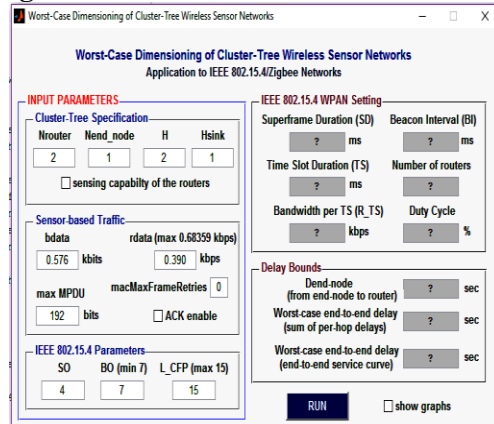 Worst-Case Dimensioning of Cluster-Tree Wireless Sensor Networks
Worst-Case Dimensioning of Cluster-Tree Wireless Sensor Networks
Application to IEEE 802.15.4/Zigbee Networks
INPUT PARAMETERS
Cluster-Tree Specification
Nrouter Nend_node H Hsink
2 1 2 1
sensing capabilty of the routers
Sensor-based Traffic
bdata rdata (max 0.68359 kbps)
0.576 kbits 0.390 kbps
max MPDU macMaxFrameRetries 0
192 bits ACK enable
IEEE 802.15.4 Parameters
SO BO (min 7) L_CFP (max 15)
4 7 15
IEEE 802.15.4 WPAN Setting
Superframe Duration (SD) Beacon Interval (BI)
? ms ? ms
Time Slot Duration (TS) Number of routers
? ms ?
Bandwidth per TS (R_TS) Duty Cycle
? kbps ? %
Delay Bounds
Dend-node
(from end-node to router) ? sec
Worst-case end-to-end delay
(sum of per-hop delays) ? sec
Worst-case end-to-end delay
(end-to-end service curve) ? sec
RUN show graphs